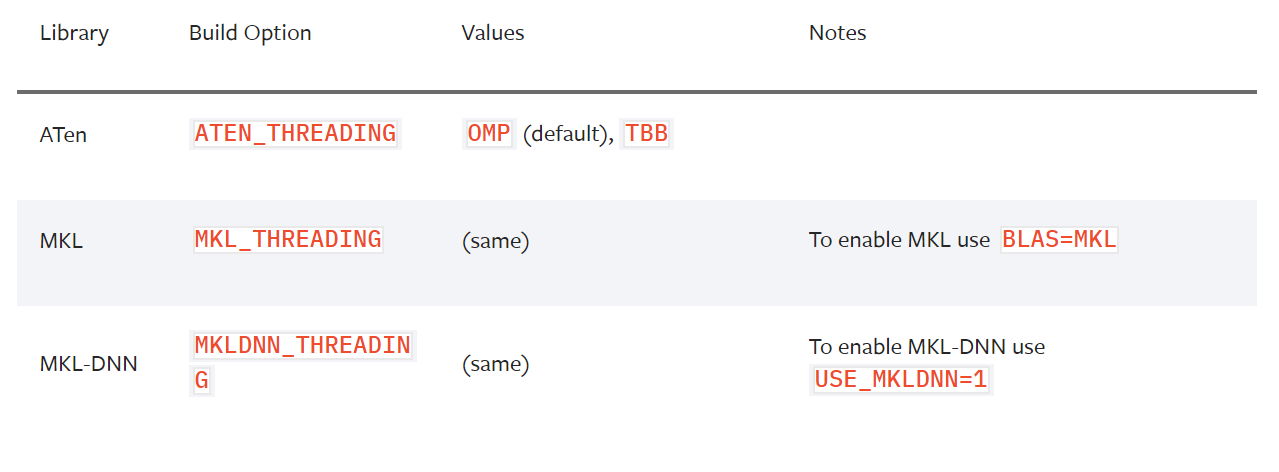 Library Build Option Values Notes
ATen ATEN_THREADING OMP (default), TBB
MKL MKL_THREADING (same) To enable MKL use BLAS=MKL
MKL-DNN MKLDNN_THREADIN
G (same) To enable MKL-DNN use
USE_MKLDNN=1